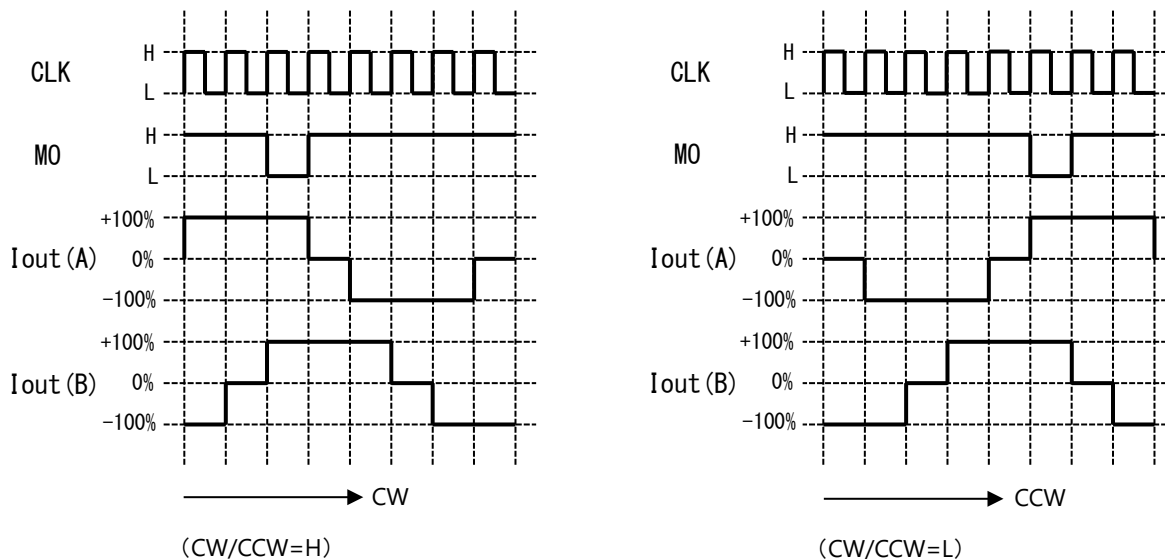 CLK
H
L
MO
H
L
Iout(A)
+100%
0%
-100%
Iout(B)
+100%
0%
-100%
CW
(CW/CCW=H)
CLK
H
L
MO
H
L
Iout(A)
+100%
0%
-100%
Iout(B)
+100%
0%
-100%
CCW
(CW/CCW=L)